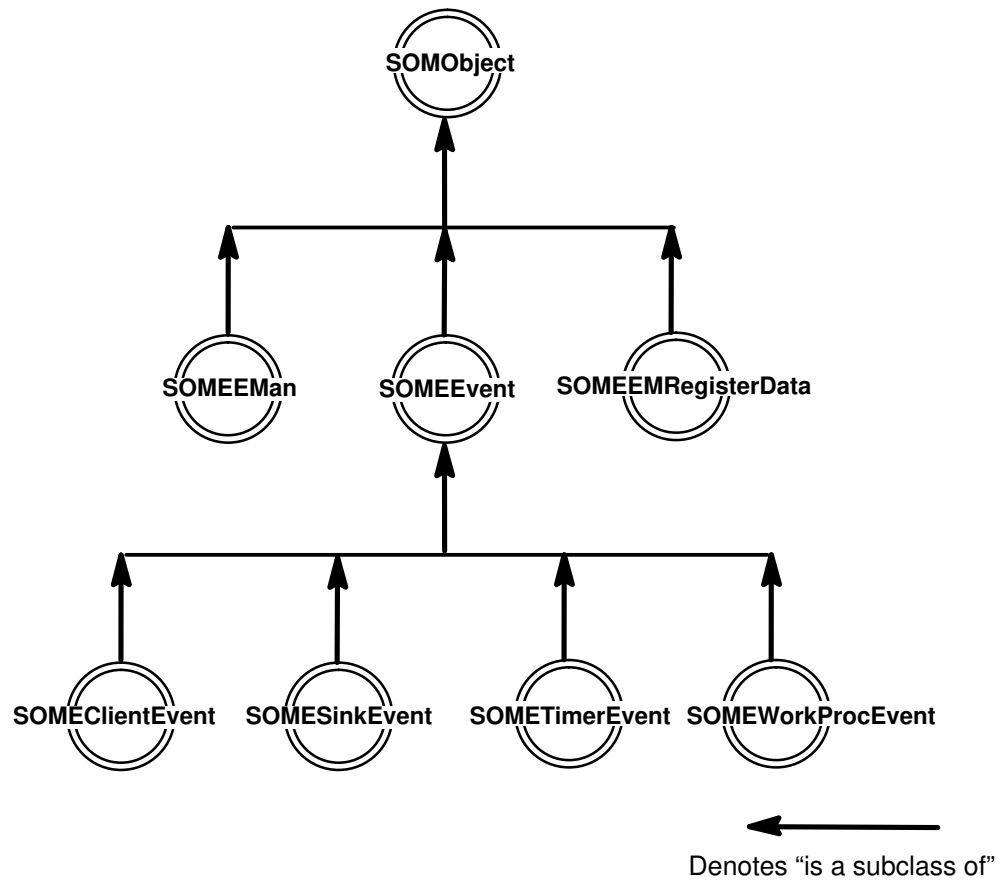 SOMObject
SOMEEMan
SOMEEvent
SOMEEMRegisterData
SOMEClientEvent
SOMESinkEvent
SOMETimerEvent
SOMEWorkProcEvent
Denotes “is a subclass of”